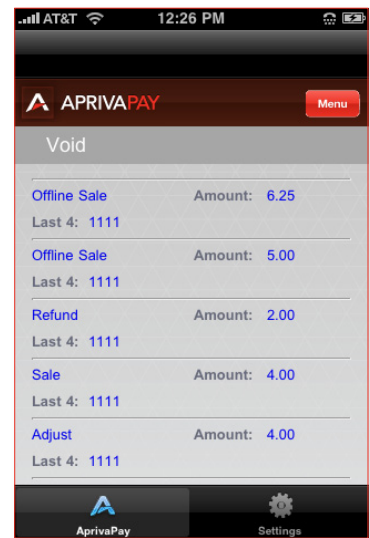 AT&T 12:26 PM
APRIVAPAY Menu
Void
Offline Sale Amount: 6.25
Last 4: 1111
Offline Sale Amount: 5.00
Last 4: 1111
Refund Amount: 2.00
Last 4: 1111
Sale Amount: 4.00
Last 4: 1111
Adjust Amount: 4.00
Last 4: 1111
AprivaPay Settings